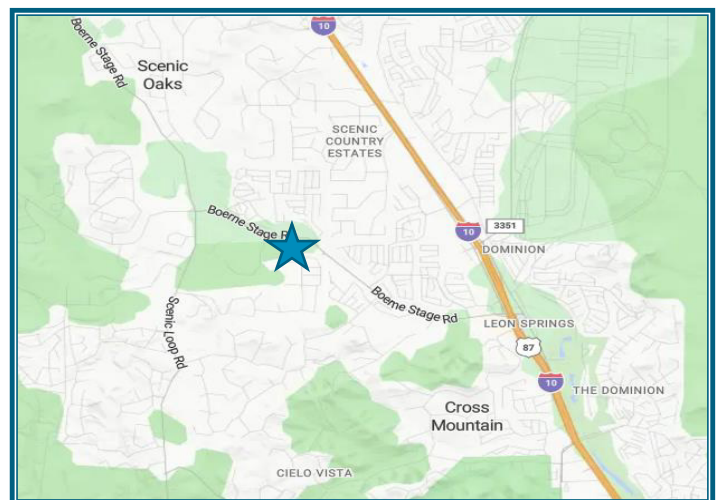 10
Boerne Stage Rd
Scenic
Oaks
SCENIC
COUNTRY
ESTATES
Boerne Stage R
10
3351
DOMINION
Boerne Stage Rd
Scenic Loop Rd
LEON SPRINGS
87
10
THE DOMINION
Cross
Mountain
CIELO VISTA